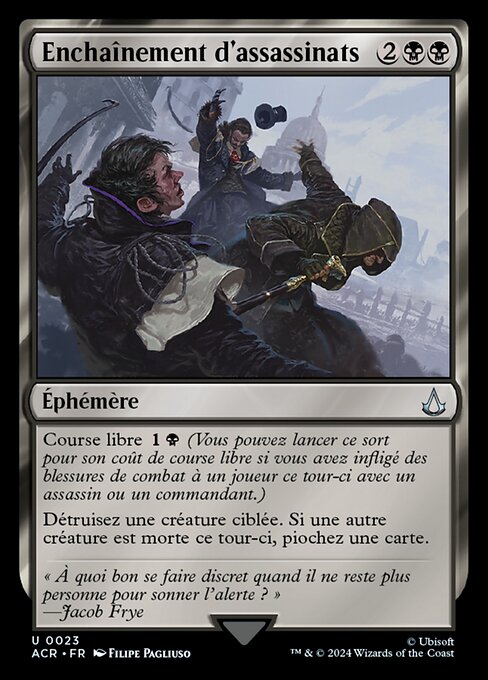 Enchaînement d'assassinats 2
Éphémère
Course libre 1 (Vous pouvez lancer ce sort
pour son coût de course libre si vous avez infligé des
blessures de combat à un joueur ce tour-ci avec un
assassin ou un commandant.)
Détruisez une créature ciblée. Si une autre
créature est morte ce tour-ci, piochez une carte.
« À quoi bon se faire discret quand il ne reste plus
personne pour sonner l'alerte ? »
—Jacob Frye
U 0023
ACR • FR Filipe Pagliuso
© Ubisoft
™ & © 2024 Wizards of the Coast